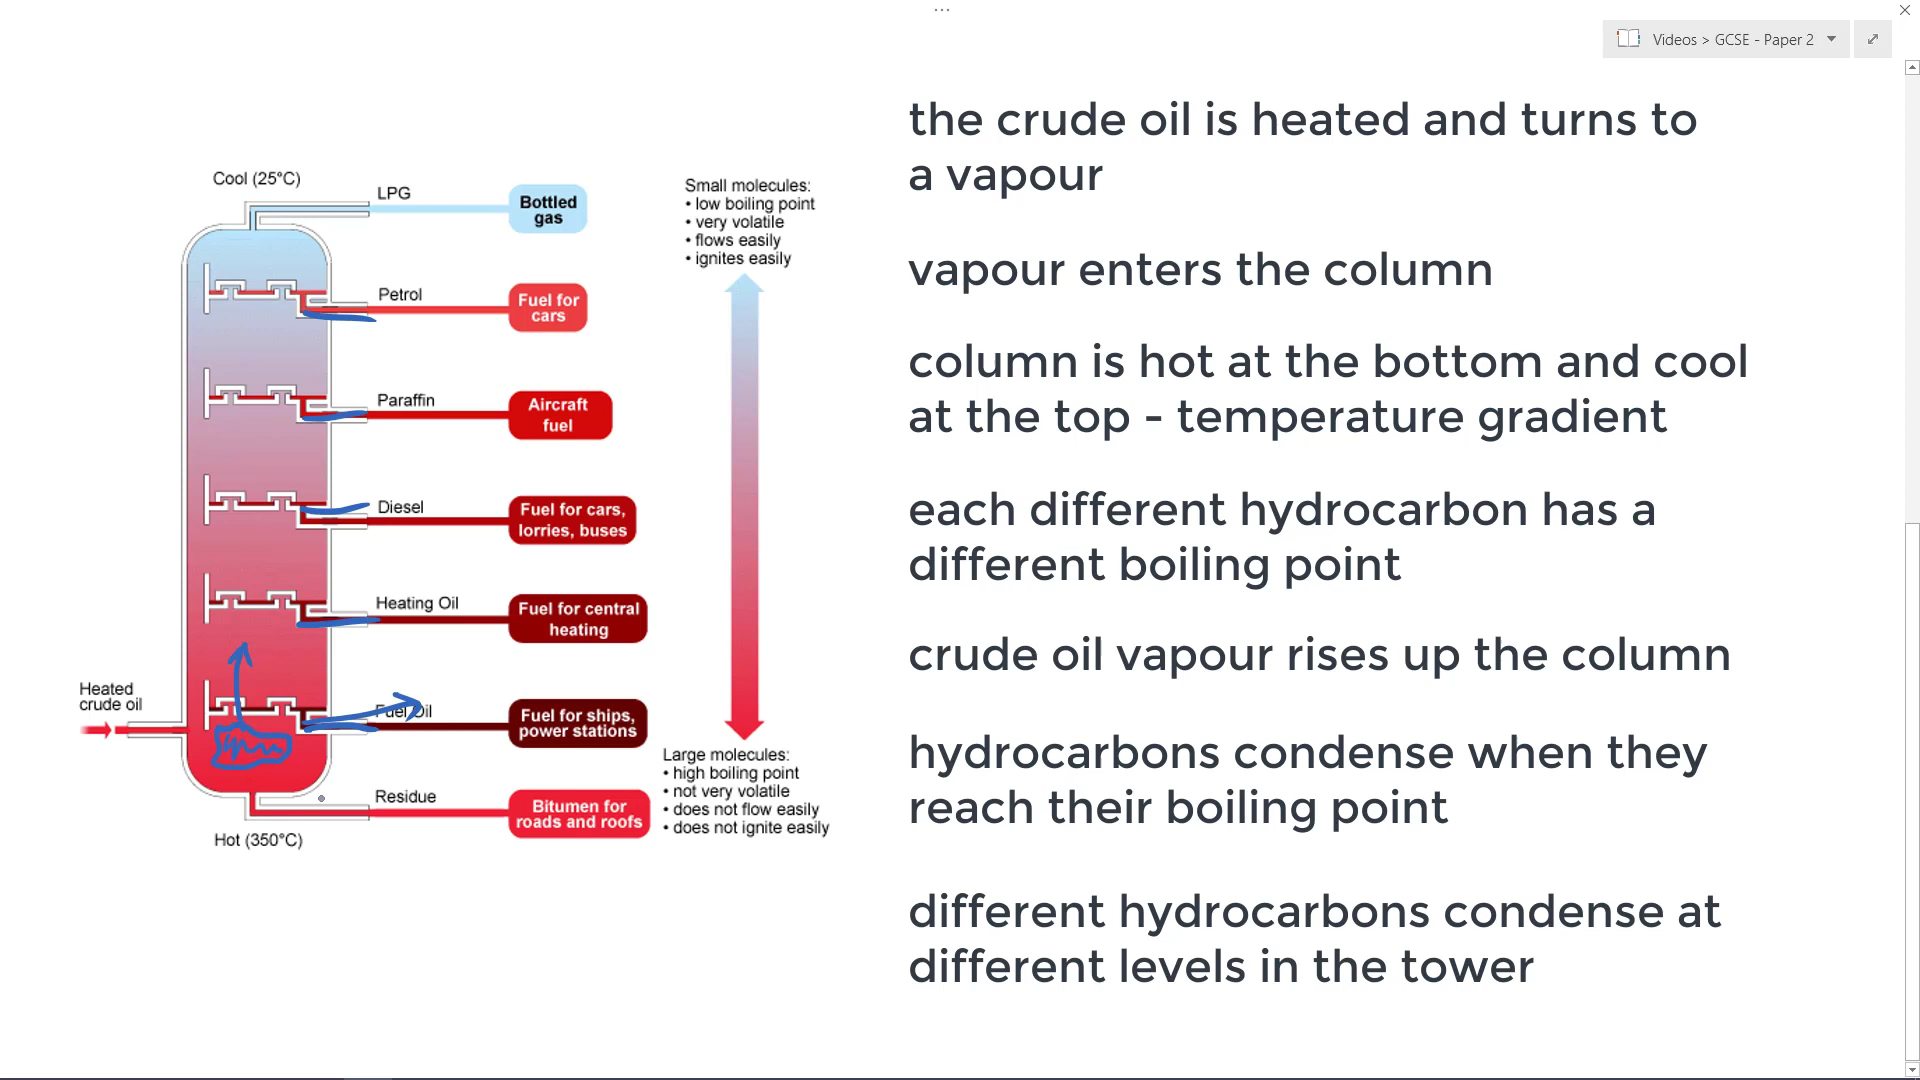 ...
Videos > GCSE - Paper 2
Cool (25°C)
LPG
Bottled
gas
Petrol
Fuel for
cars
Paraffin
Aircraft
fuel
Diesel
Fuel for cars,
lorries, buses
Heating Oil
Fuel for central
heating
Heated
crude oil
Fuel Oil
Fuel for ships,
power stations
Residue
Bitumen for
roads and roofs
Hot (350°C)
Small molecules:
• low boiling point
• very volatile
• flows easily
• ignites easily
Large molecules:
• high boiling point
• not very volatile
• does not flow easily
• does not ignite easily
the crude oil is heated and turns to
a vapour
vapour enters the column
column is hot at the bottom and cool
at the top - temperature gradient
each different hydrocarbon has a
different boiling point
crude oil vapour rises up the column
hydrocarbons condense when they
reach their boiling point
different hydrocarbons condense at
different levels in the tower